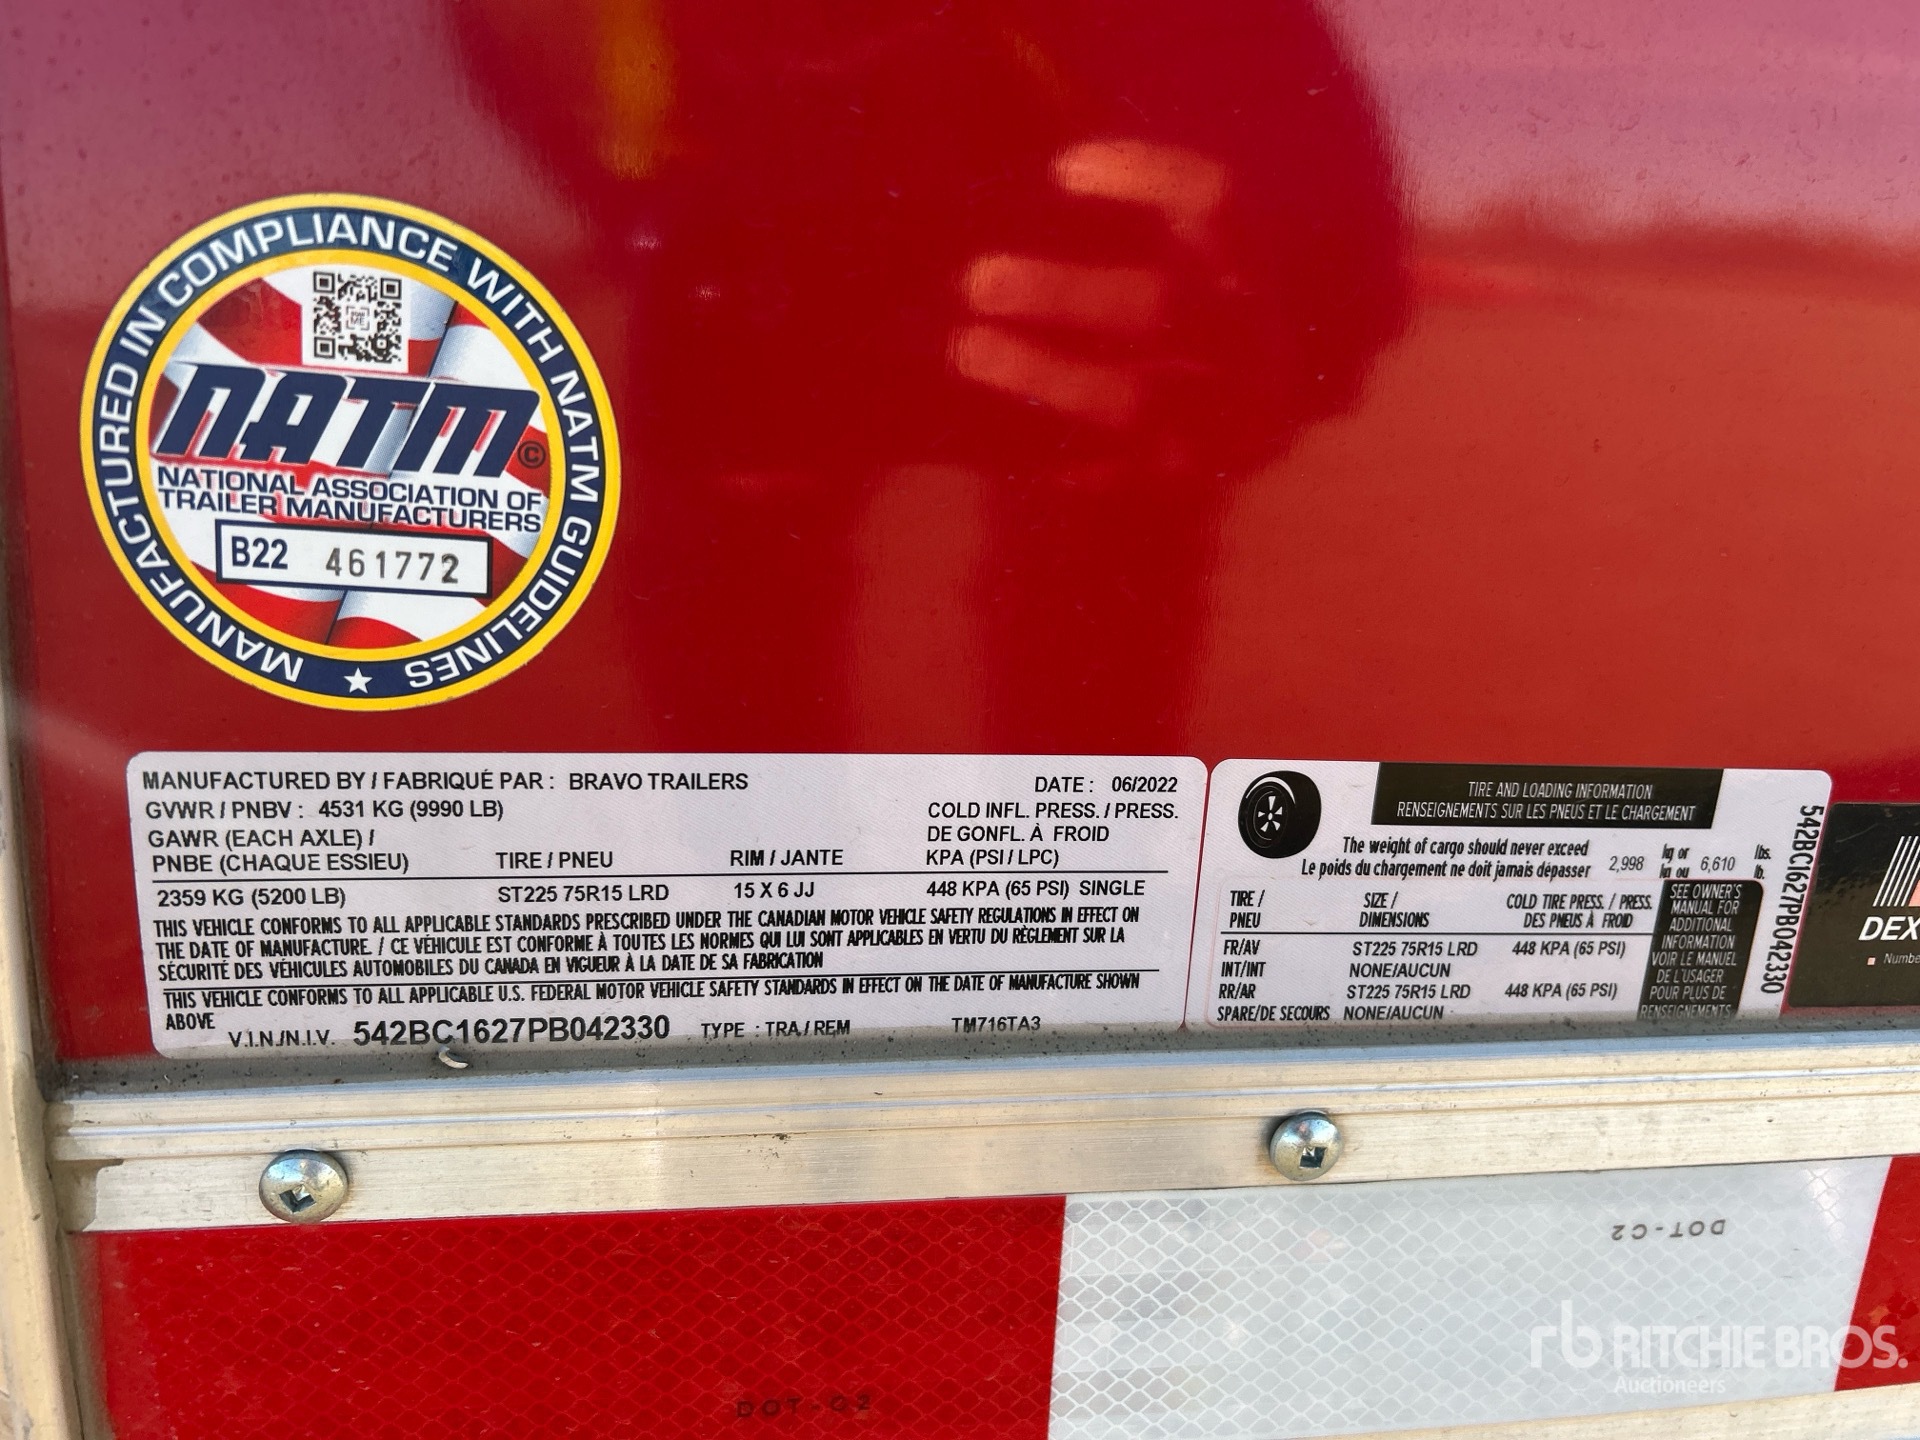 MANUFACTURED IN COMPLIANCE WITH NATM GUIDELINES
NATM©
NATIONAL ASSOCIATION OF
TRAILER MANUFACTURERS
B22 461772
MANUFACTURED BY / FABRIQUÉ PAR : BRAVO TRAILERS DATE : 06/2022
GVWR / PNBV : 4531 KG (9990 LB) COLD INFL. PRESS. / PRESS.
GAWR (EACH AXLE) / DE GONFL. À FROID
PNBE (CHAQUE ESSIEU) TIRE / PNEU RIM / JANTE KPA (PSI / LPC)
2359 KG (5200 LB) ST225 75R15 LRD 15 X 6 JJ 448 KPA (65 PSI) SINGLE
THIS VEHICLE CONFORMS TO ALL APPLICABLE STANDARDS PRESCRIBED UNDER THE CANADIAN MOTOR VEHICLE SAFETY REGULATIONS IN EFFECT ON
THE DATE OF MANUFACTURE. / CE VÉHICULE EST CONFORME À TOUTES LES NORMES QUI LUI SONT APPLICABLES EN VERTU DU RÈGLEMENT SUR LA
SÉCURITÉ DES VÉHICULES AUTOMOBILES DU CANADA EN VIGUEUR À LA DATE DE SA FABRICATION
THIS VEHICLE CONFORMS TO ALL APPLICABLE U.S. FEDERAL MOTOR VEHICLE SAFETY STANDARDS IN EFFECT ON THE DATE OF MANUFACTURE SHOWN
ABOVE
V.I.N./N.I.V. 542BC1627PB042330 TYPE : TRA / REM TM716TA3
TIRE AND LOADING INFORMATION
RENSEIGNEMENTS SUR LES PNEUS ET LE CHARGEMENT
The weight of cargo should never exceed kg or lbs.
Le poids du chargement ne doit jamais dépasser 2,998 kg ou 6,610 lb.
TIRE / SIZE / COLD TIRE PRESS. / PRESS.
PNEU DIMENSIONS DES PNEUS À FROID
FR/AV ST225 75R15 LRD 448 KPA (65 PSI)
INT/INT NONE/AUCUN
RR/AR ST225 75R15 LRD 448 KPA (65 PSI)
SPARE/DE SECOURS NONE/AUCUN
SEE OWNER'S
MANUAL FOR
ADDITIONAL
INFORMATION
VOIR LE MANUEL
DE L'USAGER
POUR PLUS DE
RENSEIGNEMENTS
542BC1627PB042330
DEX
DOT-C2
DOT-C2
rb RITCHIE BROS.
Auctioneers